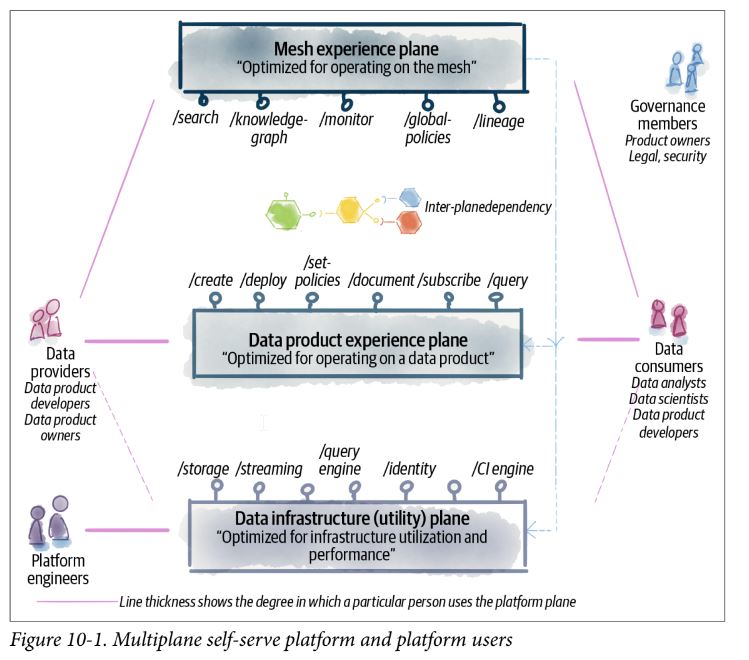 Mesh experience plane
“Optimized for operating on the mesh”
/search
/knowledge-
graph
/monitor
/global-
policies
/lineage
Governance
members
Product owners
Legal, security
Inter-planedependency
/create
/deploy
/set-
policies
/document
/subscribe
/query
Data product experience plane
“Optimized for operating on a data product”
Data
providers
Data product
developers
Data product
owners
Data
consumers
Data analysts
Data scientists
Data product
developers
/storage
/streaming
/query
engine
/identity
/CI engine
Data infrastructure (utility) plane
“Optimized for infrastructure utilization and
performance”
Platform
engineers
Line thickness shows the degree in which a particular person uses the platform plane
Figure 10-1. Multiplane self-serve platform and platform users